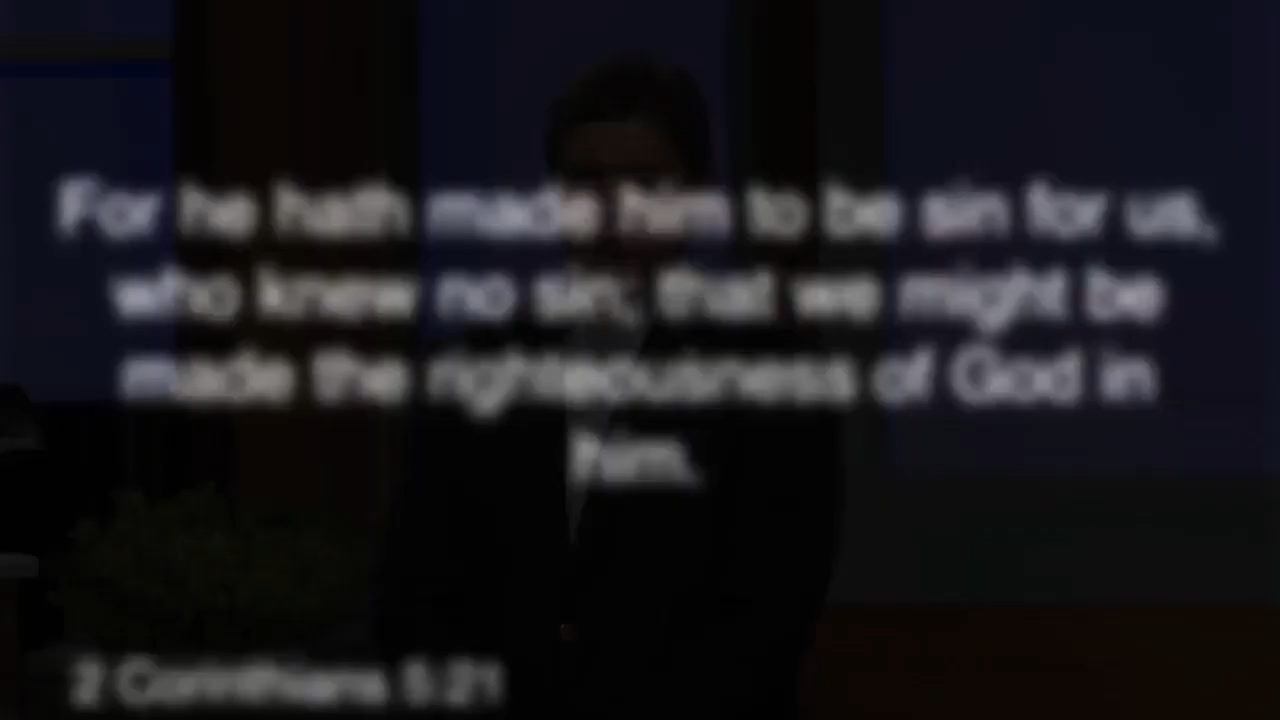 For he hath made him to be sin for us,
who knew no sin; that we might be
made the righteousness of God in
him.
2 Corinthians 5:21